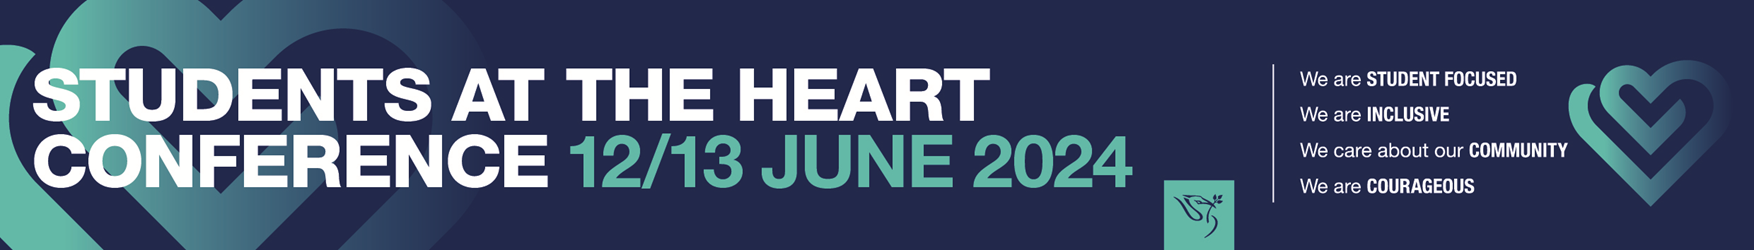 STUDENTS AT THE HEART
CONFERENCE 12/13 JUNE 2024
We are STUDENT FOCUSED
We are INCLUSIVE
We care about our COMMUNITY
We are COURAGEOUS